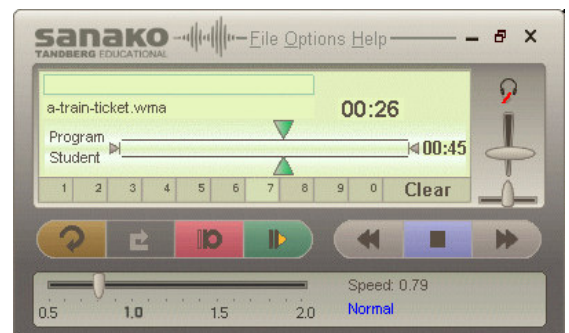 sanako File Options Help
TANDBERG EDUCATIONAL
a-train-ticket.wma 00:26
Program
Student 00:45
1 2 3 4 5 6 7 8 9 0 Clear
Speed: 0.79
0.5 1.0 1.5 2.0 Normal